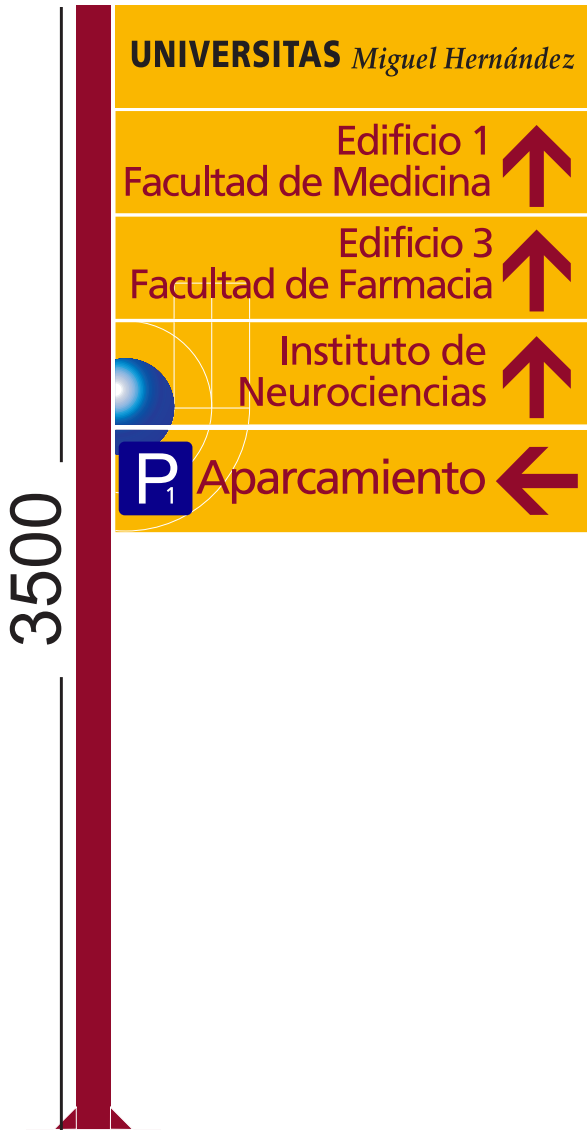 UNIVERSITAS Miguel Hernández
Edificio 1
Facultad de Medicina
Edificio 3
Facultad de Farmacia
Instituto de
Neurociencias
P1 Aparcamiento
3500